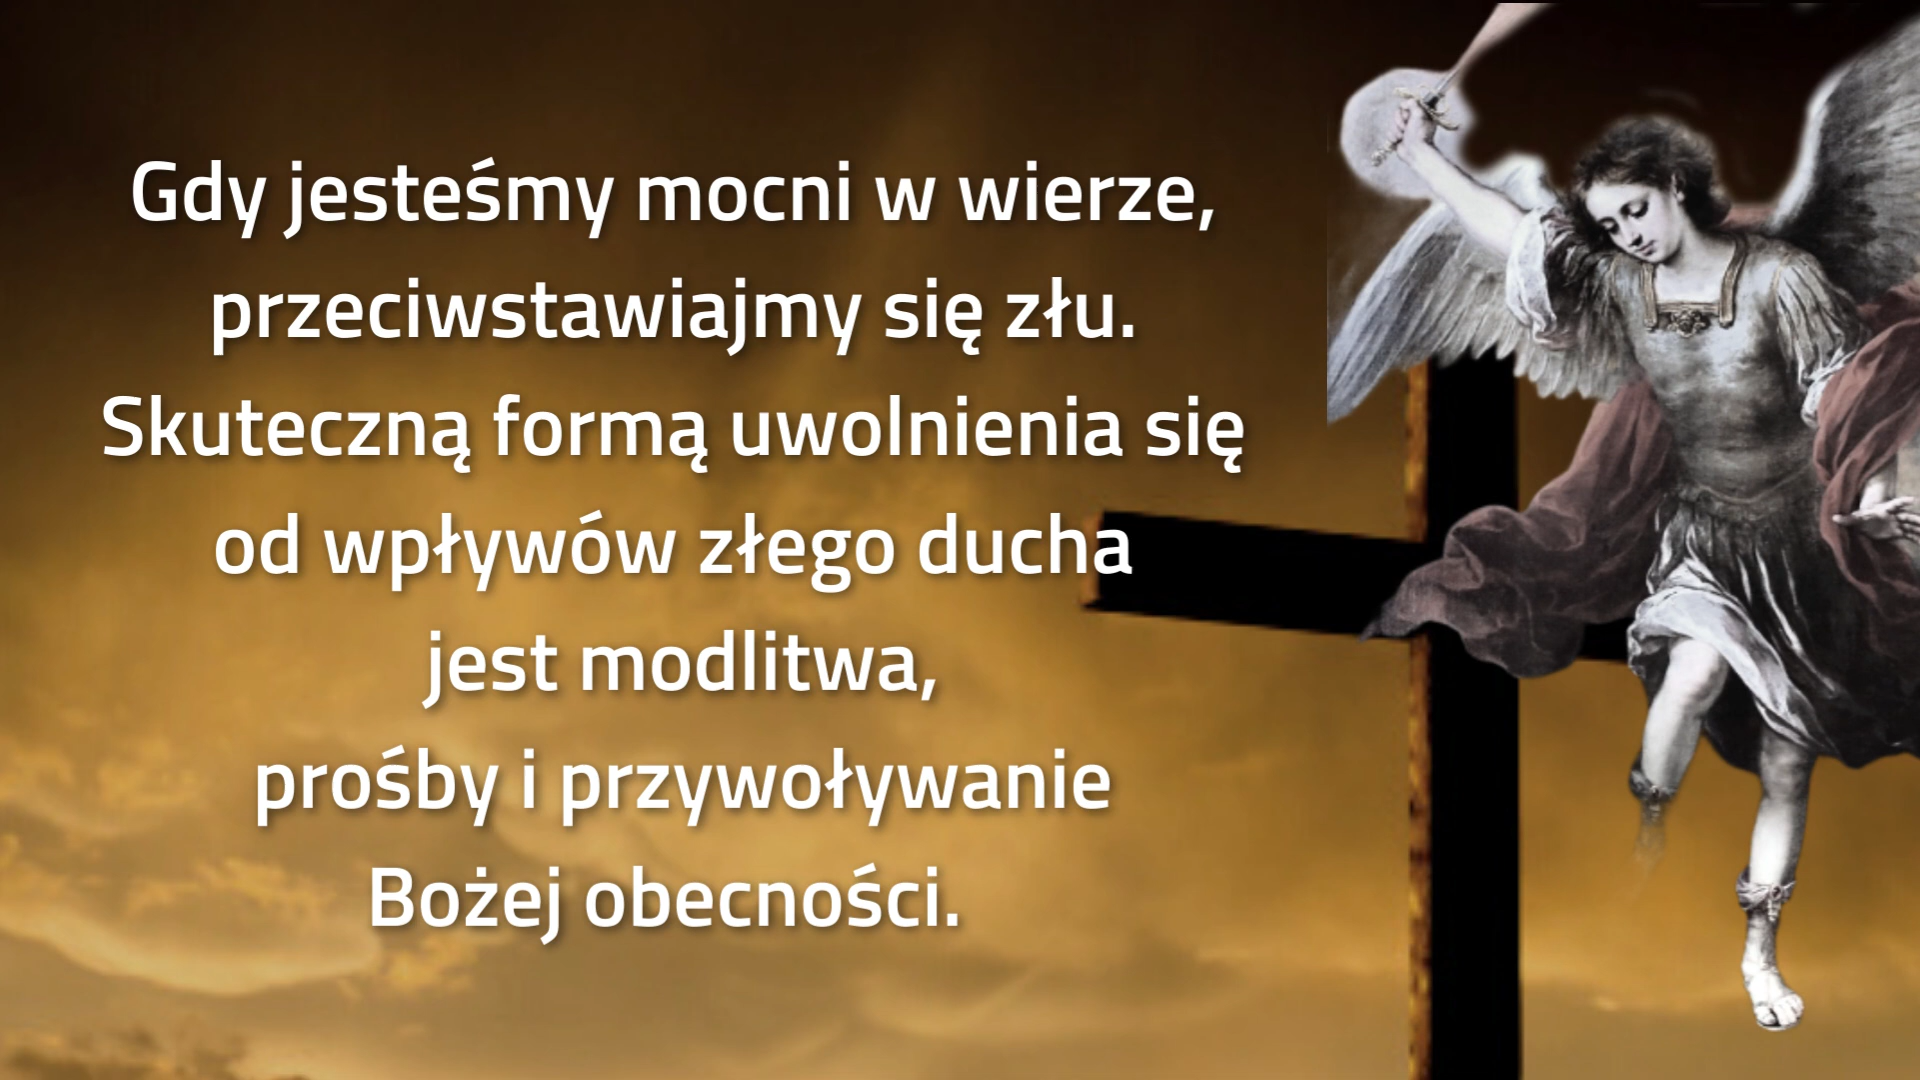 Gdy jesteśmy mocni w wierze,
przeciwstawiajmy się złu.
Skuteczną formą uwolnienia się
od wpływów złego ducha
jest modlitwa,
prośby i przywoływanie
Bożej obecności.